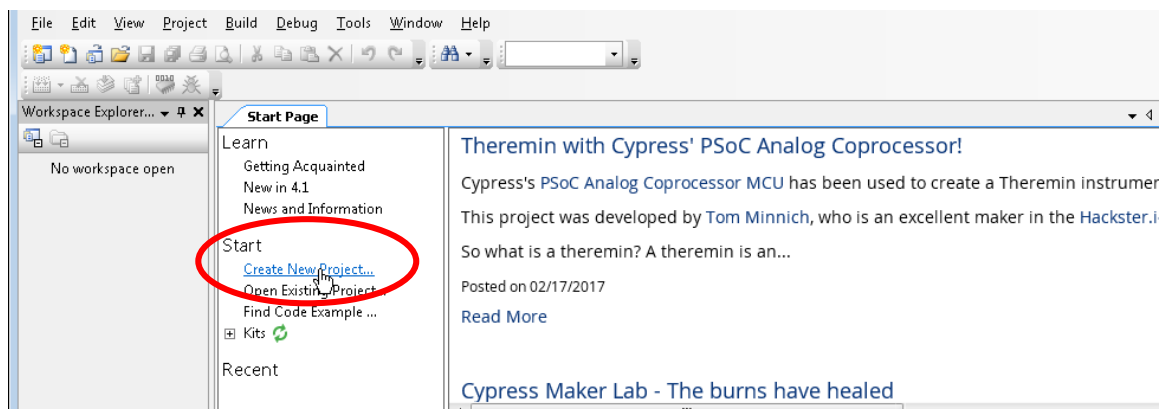 File Edit View Project Build Debug Tools Window Help
Workspace Explorer...
Start Page
No workspace open
Learn
Getting Acquainted
New in 4.1
News and Information
Start
Create New Project...
Open Existing Project...
Find Code Example ...
Kits
Recent
Theremin with Cypress' PSoC Analog Coprocessor!
Cypress's PSoC Analog Coprocessor MCU has been used to create a Theremin instrumen
This project was developed by Tom Minnich, who is an excellent maker in the Hackster.i
So what is a theremin? A theremin is an...
Posted on 02/17/2017
Read More
Cypress Maker Lab - The burns have healed